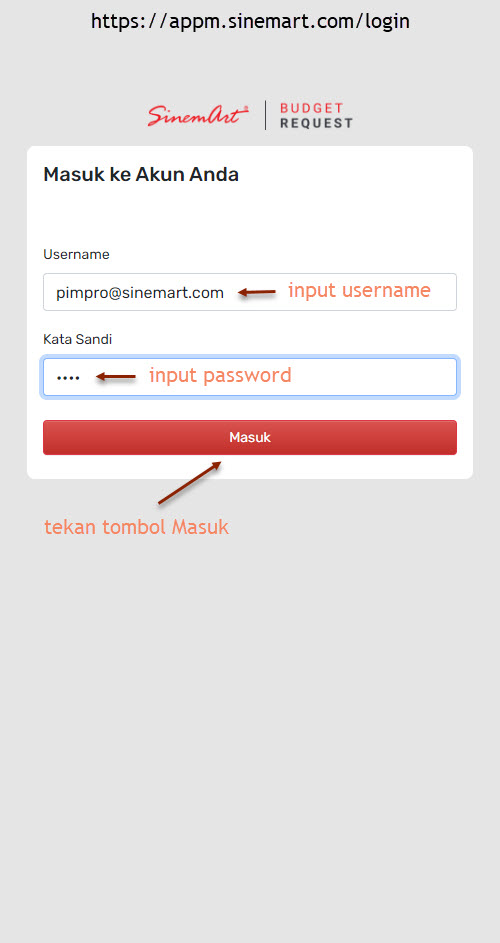 https://appm.sinemart.com/login
SinemArt® | BUDGET REQUEST
Masuk ke Akun Anda
Username
pimpro@sinemart.com input username
Kata Sandi
•••• input password
Masuk
tekan tombol Masuk